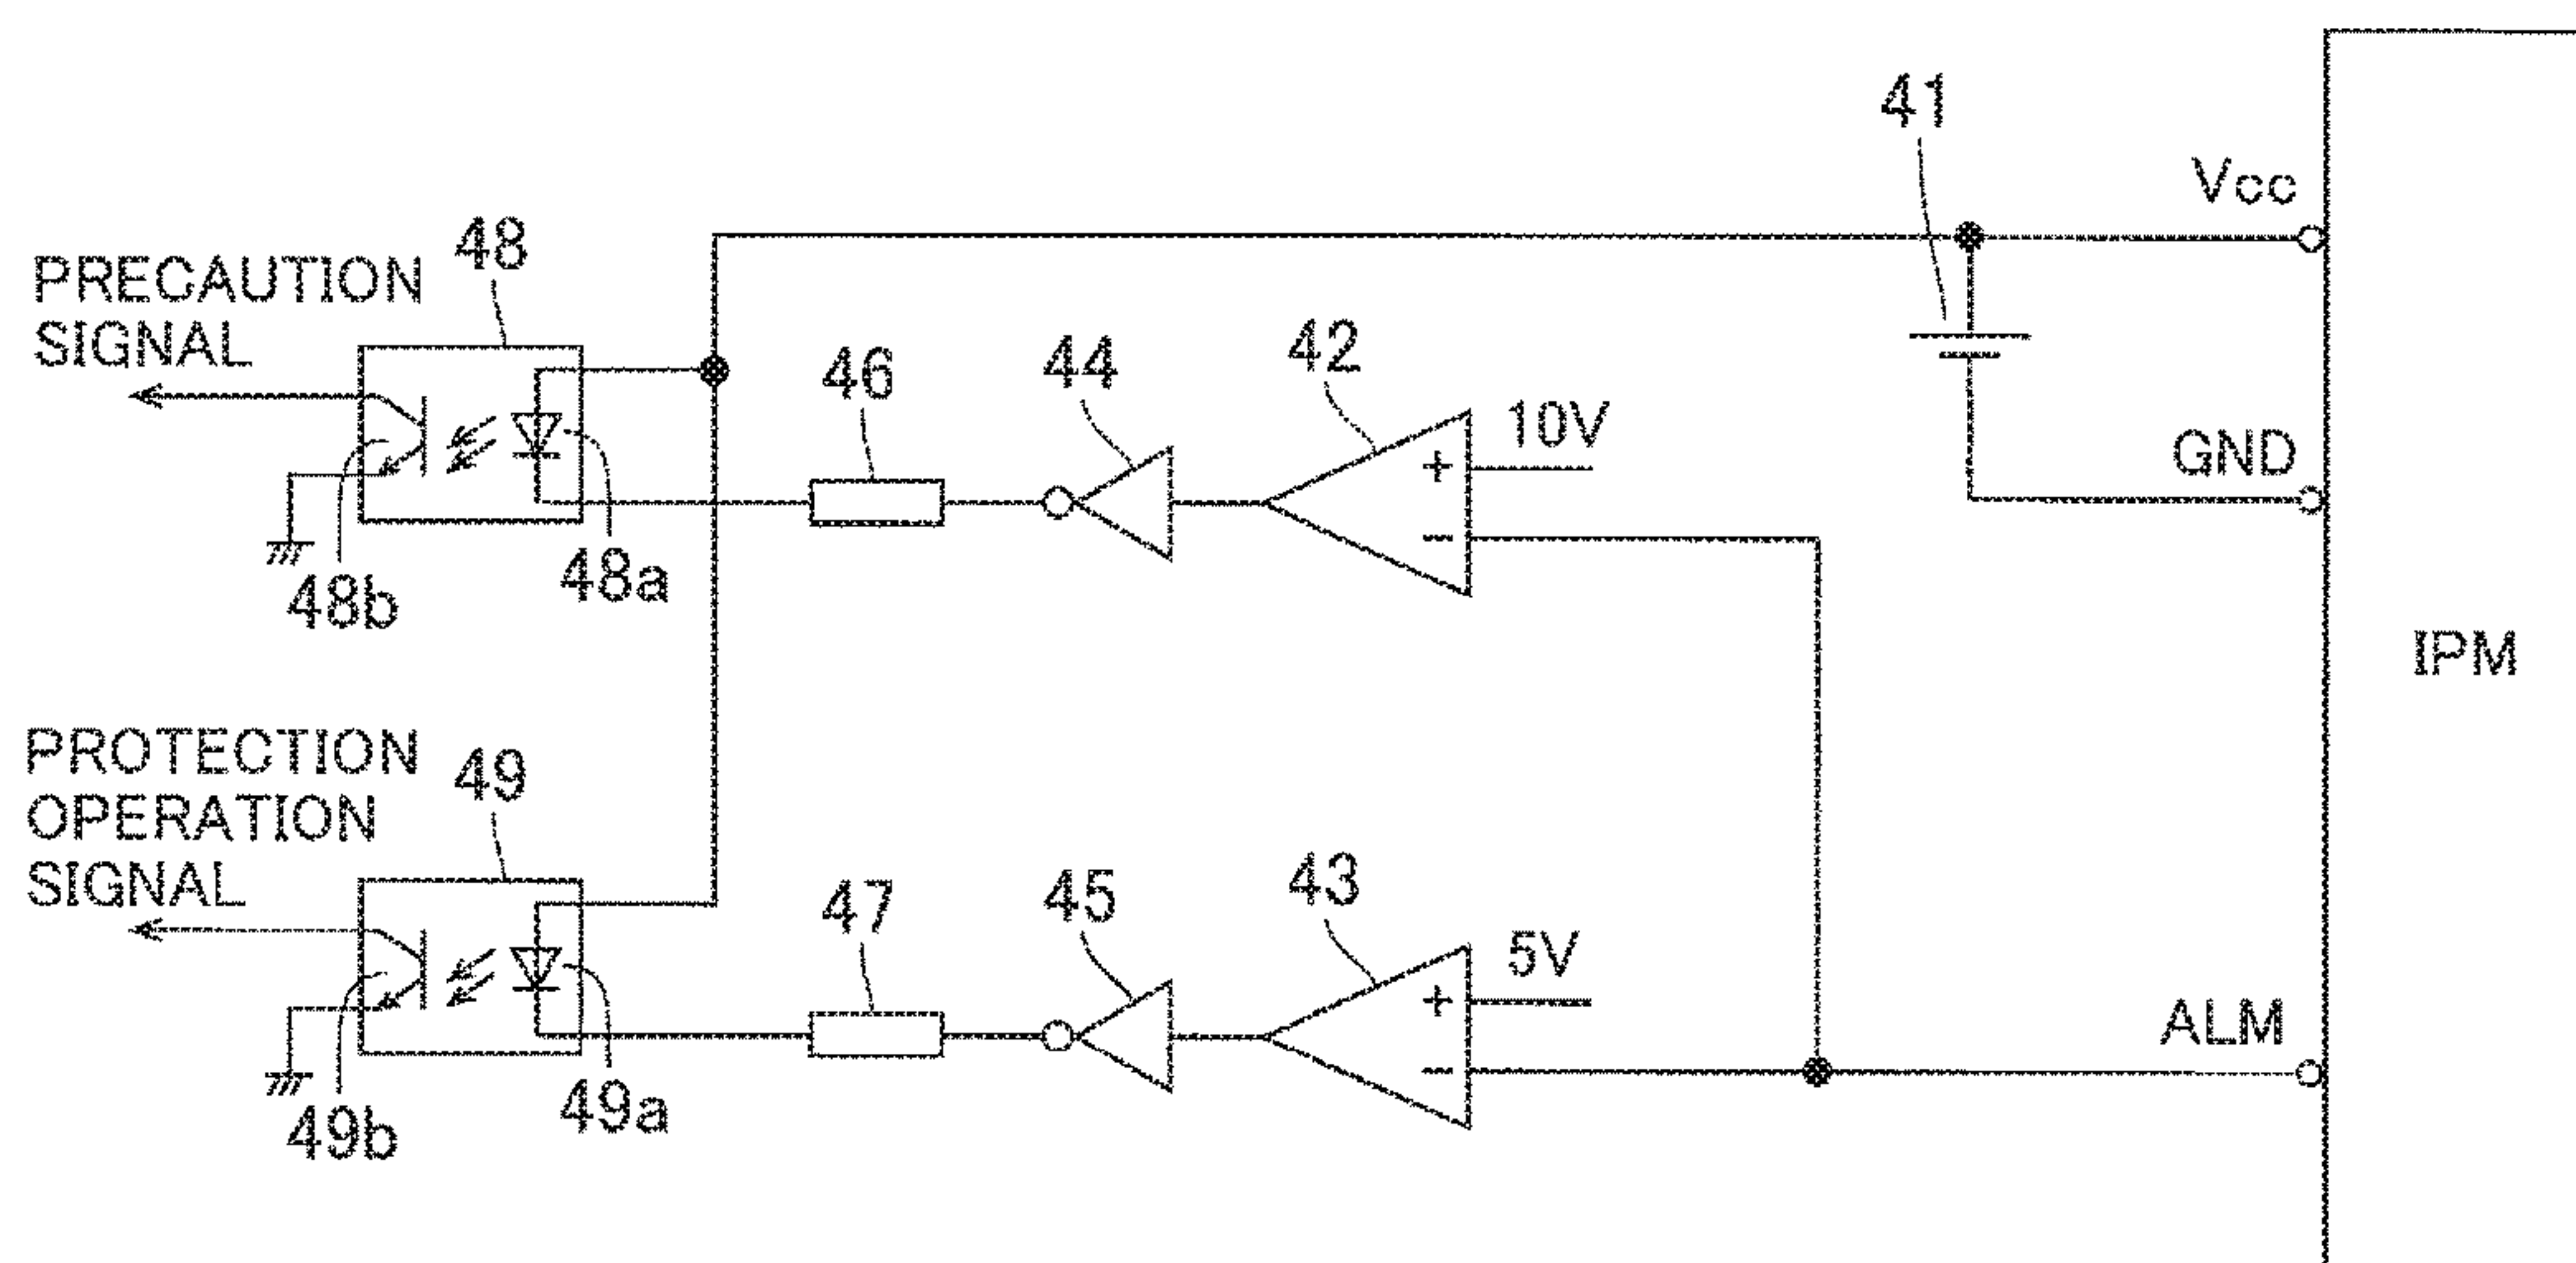 41
Vcc
48
PRECAUTION
SIGNAL
46
44
42
10V
+
−
GND
48a
48b
IPM
PROTECTION
OPERATION
SIGNAL
49
47
45
43
5V
+
−
ALM
49a
49b